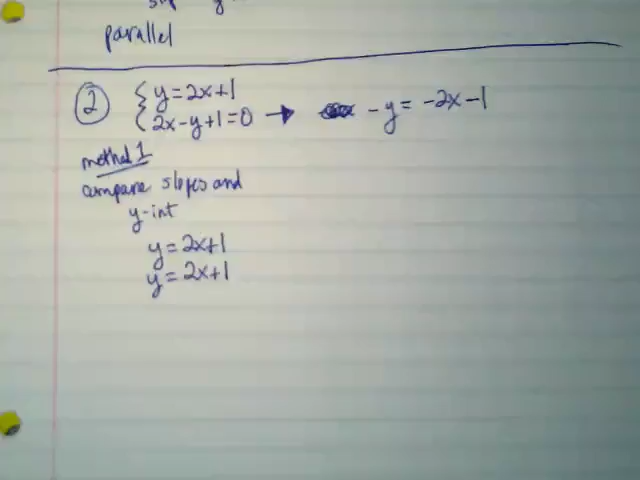 parallel
② { y = 2x+1
2x-y+1=0 → -y = -2x-1
method 1
compare slopes and
y-int
y = 2x+1
y = 2x+1